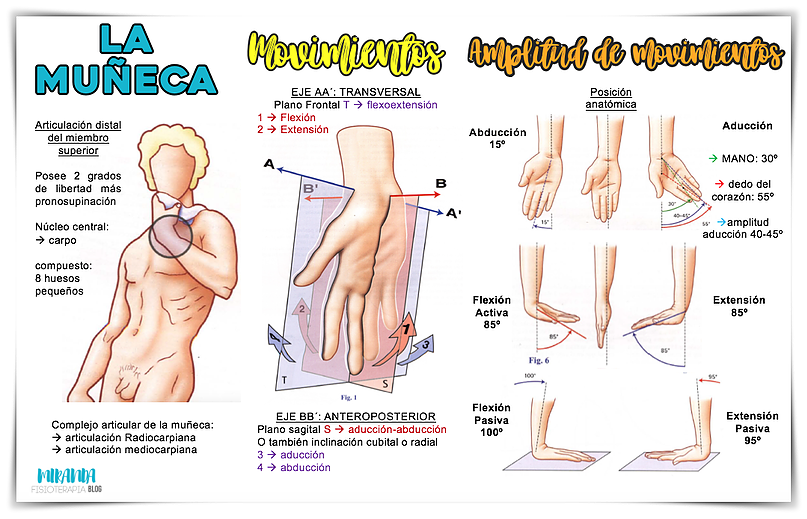 LA
MUÑECA
Articulación distal
del miembro
superior
Posee 2 grados
de libertad más
pronosupinación
Núcleo central:
→ carpo
compuesto:
8 huesos
pequeños
Complejo articular de la muñeca:
→ articulación Radiocarpiana
→ articulación mediocarpiana
MIRANDA
FISIOTERAPIA BLOG
Movimientos
EJE AA´: TRANSVERSAL
Plano Frontal T → flexoextensión
1 → Flexión
2 → Extensión
A
B'
B
A'
2
1
4
3
T
S
Fig. 1
EJE BB´: ANTEROPOSTERIOR
Plano sagital S → aducción-abducción
O también inclinación cubital o radial
3 → aducción
4 → abducción
Amplitud de movimientos
Posición
anatómica
Abducción
15º
Aducción
→ MANO: 30º
→ dedo del
corazón: 55º
→amplitud
aducción 40-45º
15°
30°
40-45°
55°
Flexión
Activa
85º
Extensión
85º
85°
85°
Fig. 6
100°
95°
Flexión
Pasiva
100º
Extensión
Pasiva
95º